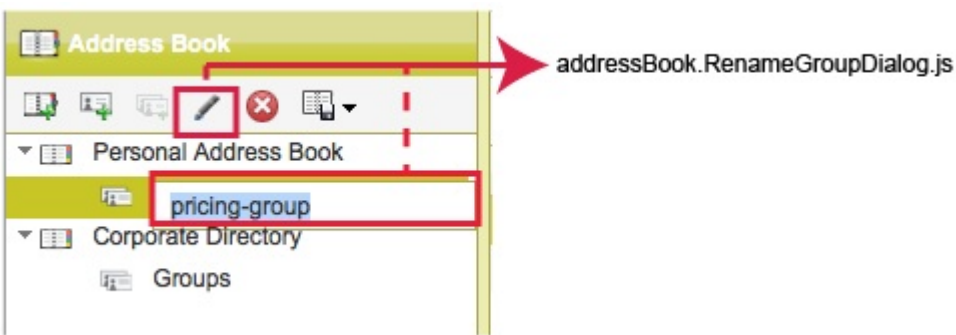 Address Book
addressBook.RenameGroupDialog.js
Personal Address Book
pricing-group
Corporate Directory
Groups